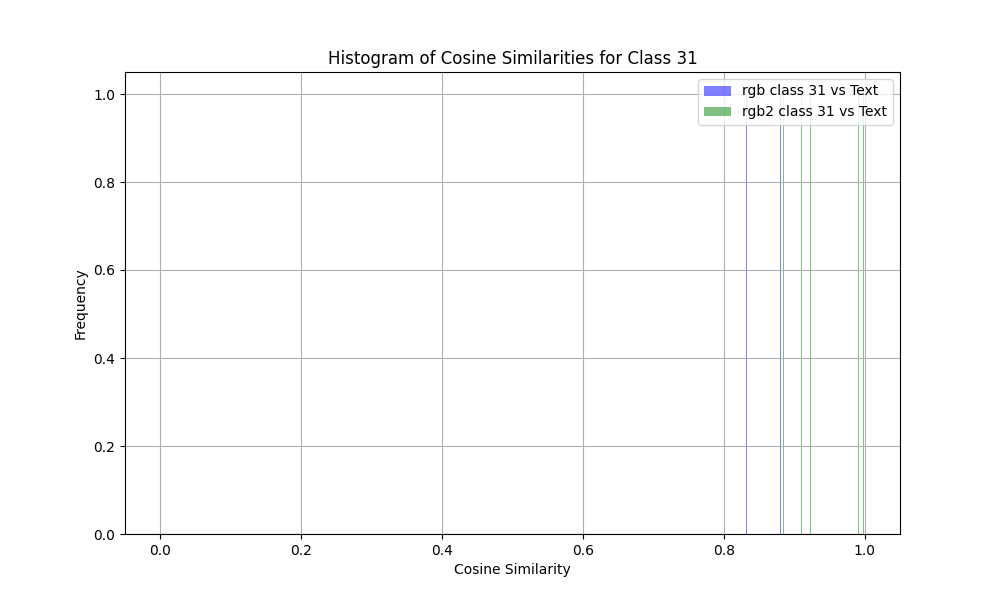 Histogram of Cosine Similarities for Class 31
rgb class 31 vs Text
rgb2 class 31 vs Text
Frequency
1.0
0.8
0.6
0.4
0.2
0.0
0.0 0.2 0.4 0.6 0.8 1.0
Cosine Similarity